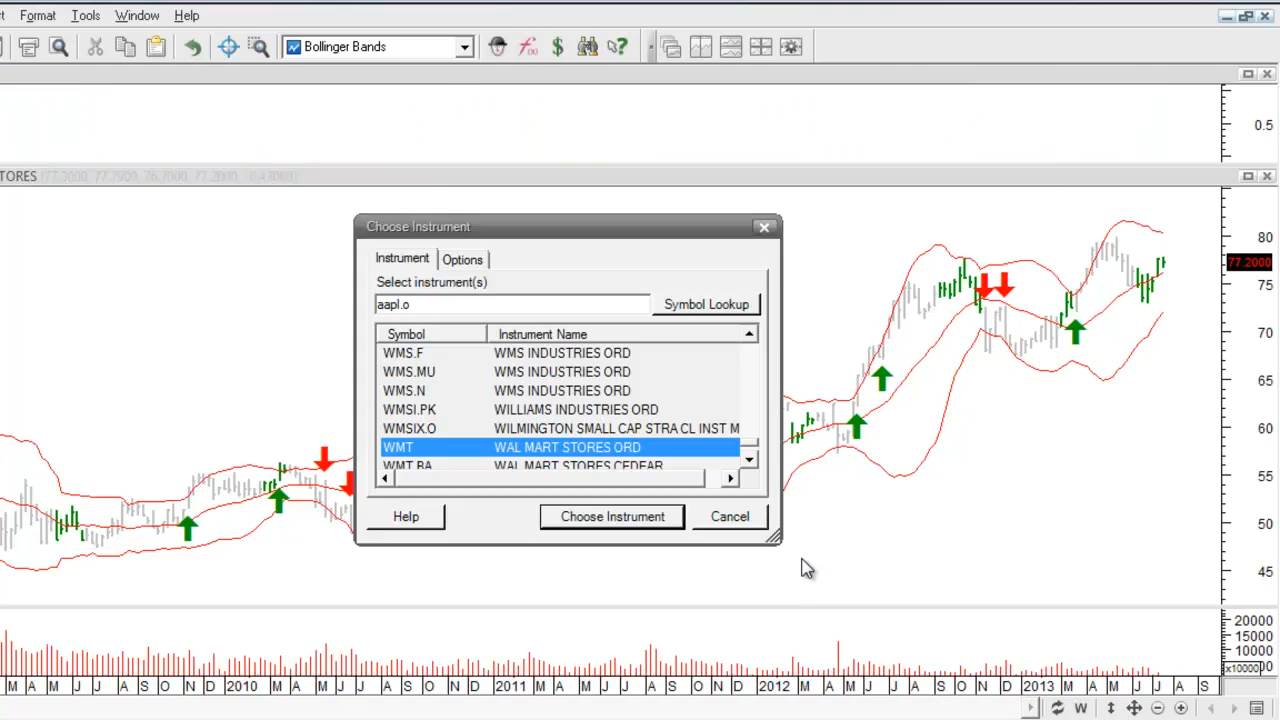 t Format Tools Window Help
Bollinger Bands
0.5
TORES
Choose Instrument
80
77.2000
Instrument Options
Select instrument(s)
aapl.o Symbol Lookup
75
Symbol Instrument Name
70
WMS.F WMS INDUSTRIES ORD
WMS.MU WMS INDUSTRIES ORD
65
WMS.N WMS INDUSTRIES ORD
WMSI.PK WILLIAMS INDUSTRIES ORD
60
WMSIX.O WILMINGTON SMALL CAP STRA CL INST M
WMT WAL MART STORES ORD
WMT.BA WAL MART STORES CEDEAR
55
Help Choose Instrument Cancel
50
45
20000
15000
x10000
M A M J J A S O N D 2010 M A M J J A S O N D 2011 M A M J J A S O N D 2012 M A M J J A S O N D 2013 M A M J J A S
W